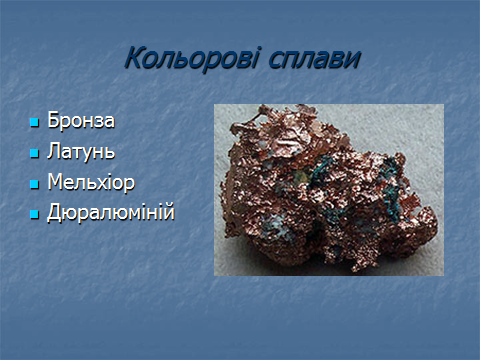 Кольорові сплави
Бронза
Латунь
Мельхіор
Дюралюміній